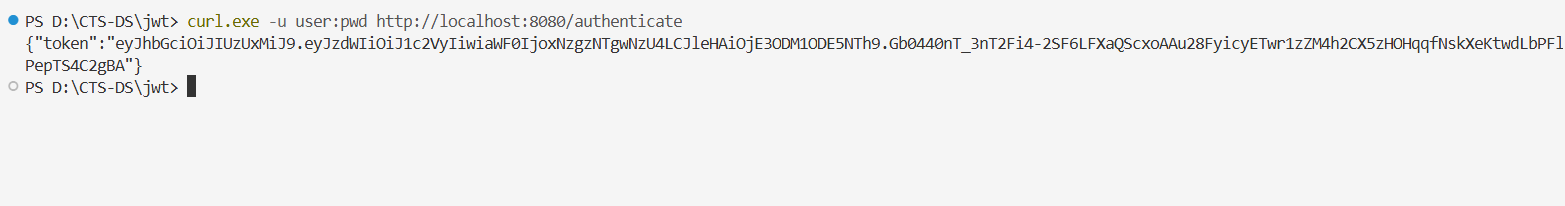 PS D:\CTS-DS\jwt> curl.exe -u user:pwd http://localhost:8080/authenticate
{"token":"eyJhbGciOiJIUzUxMiJ9.eyJzdWIiOiJ1c2VyIiwiaWF0IjoxNzgzNTgwNzU4LCJleHAiOjE3ODM1ODE5NTh9.Gb0440nT_3nT2Fi4-2SF6LFXaQScxoAAu28FyicyETwr1zZM4h2CX5zHOHqqfNskXeKtwdLbPFl
PepTS4C2gBA"}
PS D:\CTS-DS\jwt>